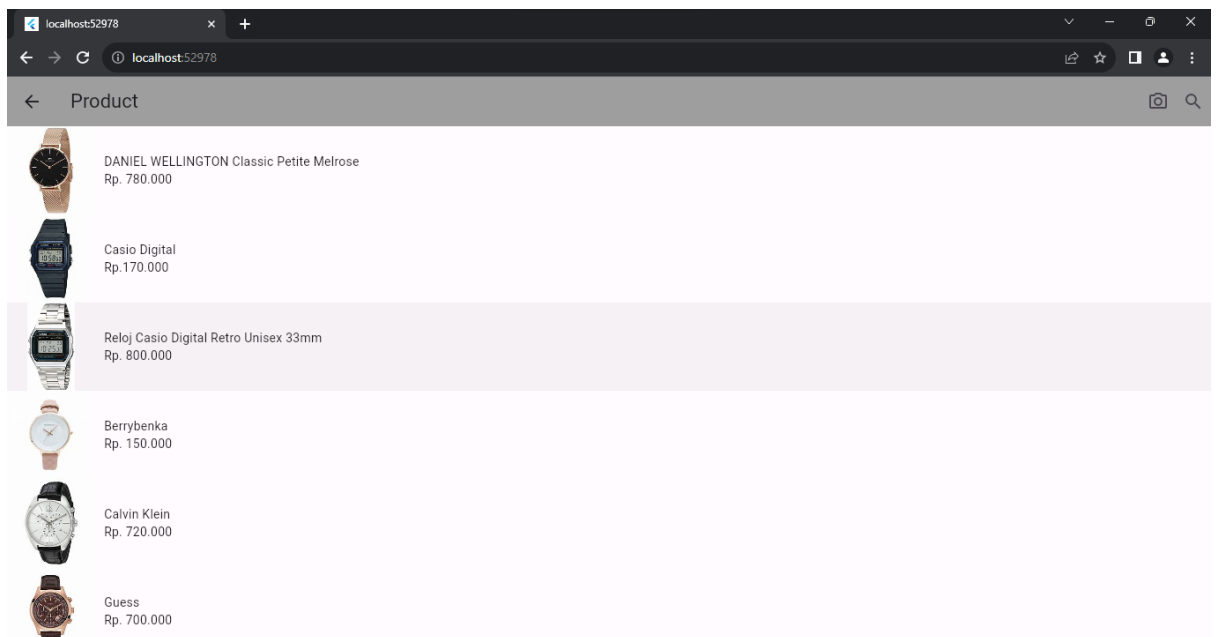 localhost:52978
localhost:52978
Product
DANIEL WELLINGTON Classic Petite Melrose
Rp. 780.000
Casio Digital
Rp.170.000
Reloj Casio Digital Retro Unisex 33mm
Rp. 800.000
Berrybenka
Rp. 150.000
Calvin Klein
Rp. 720.000
Guess
Rp. 700.000